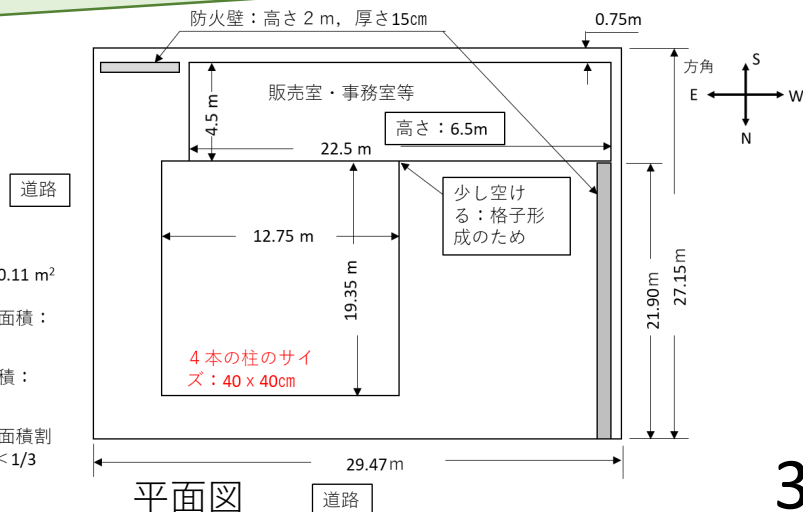 防火壁：高さ２ｍ，厚さ15㎝
0.75m
方角
S
E
W
N
販売室・事務室等
4.5 m
高さ：6.5m
22.5 m
道路
少し空け
る：格子形
成のため
12.75 m
19.35 m
21.90m
27.15m
0.11 m²
面積：
４本の柱のサイ
ズ：40 x 40㎝
積：
面積割
< 1/3
29.47m
平面図
道路
3